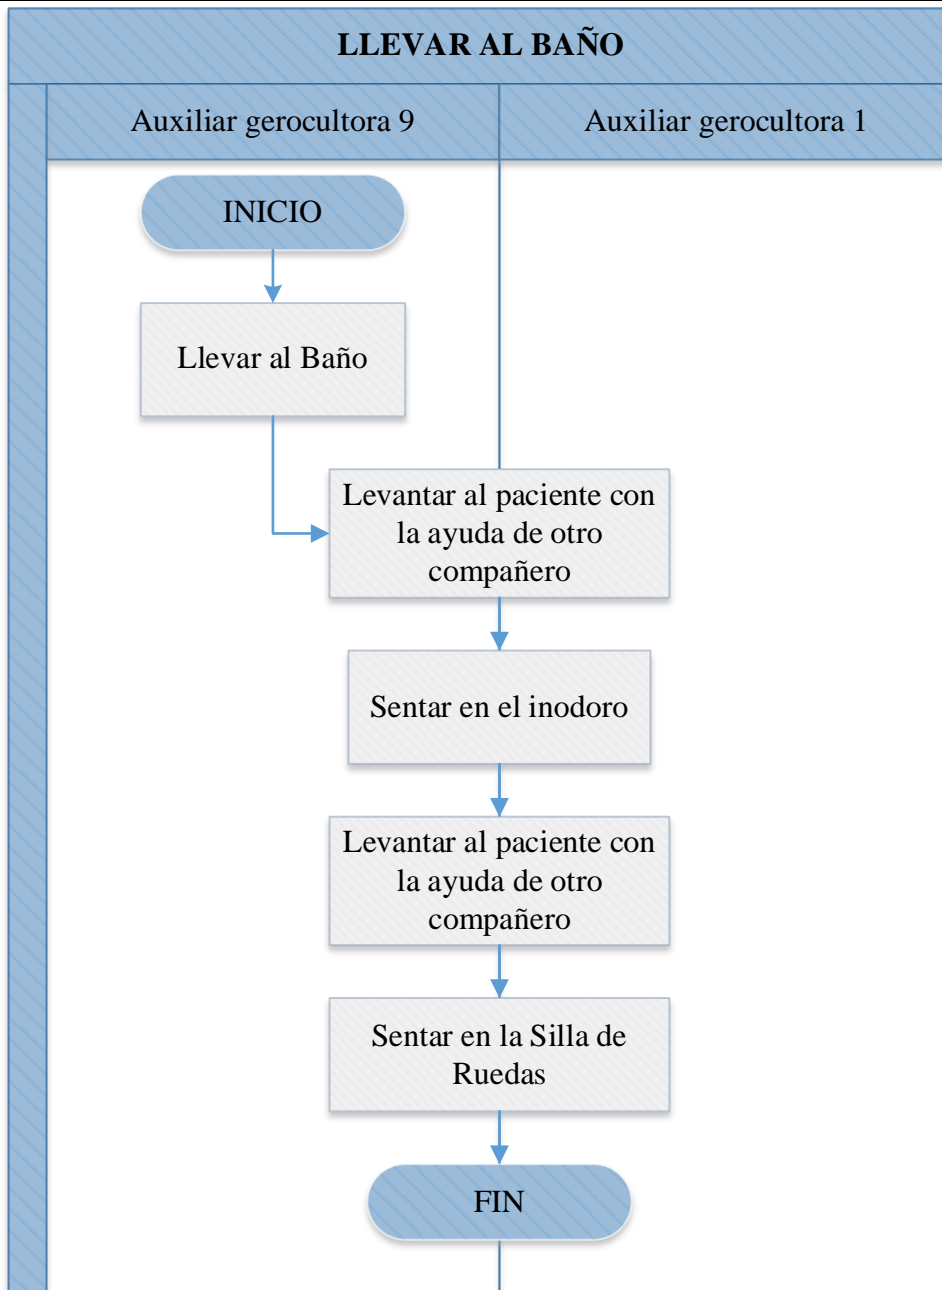 LLEVAR AL BAÑO
Auxiliar gerocultora 9
Auxiliar gerocultora 1
INICIO
Llevar al Baño
Levantar al paciente con
la ayuda de otro
compañero
Sentar en el inodoro
Levantar al paciente con
la ayuda de otro
compañero
Sentar en la Silla de
Ruedas
FIN